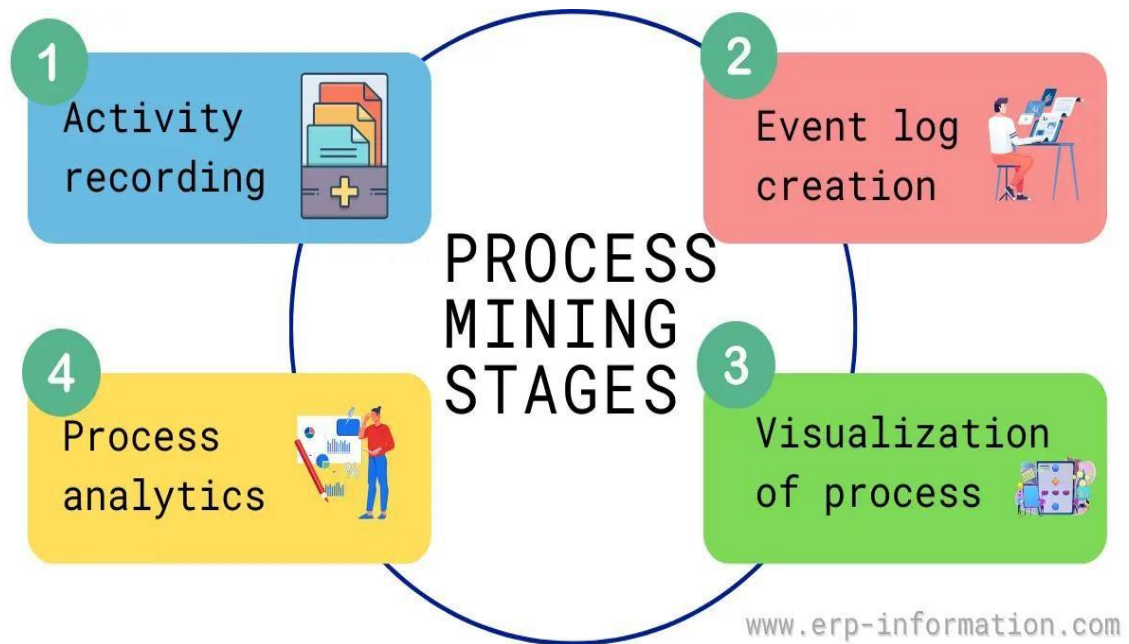 1
Activity
recording
2
Event log
creation
PROCESS
MINING
STAGES
3
Visualization
of process
4
Process
analytics
www.erp-information.com